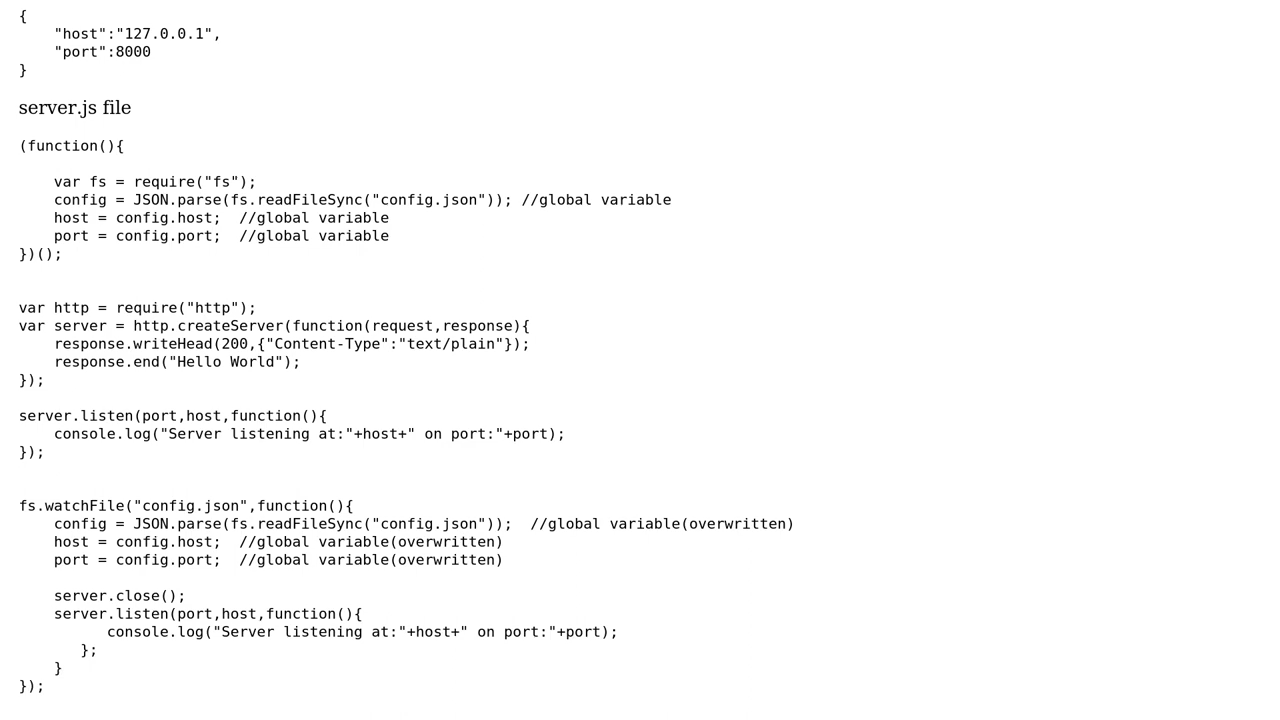 {
    "host":"127.0.0.1",
    "port":8000
}
server.js file
(function(){
    var fs = require("fs");
    config = JSON.parse(fs.readFileSync("config.json")); //global variable
    host = config.host;  //global variable
    port = config.port;  //global variable
})();
var http = require("http");
var server = http.createServer(function(request,response){
    response.writeHead(200,{"Content-Type":"text/plain"});
    response.end("Hello World");
});
server.listen(port,host,function(){
    console.log("Server listening at:"+host+" on port:"+port);
});
fs.watchFile("config.json",function(){
    config = JSON.parse(fs.readFileSync("config.json"));  //global variable(overwritten)
    host = config.host;  //global variable(overwritten)
    port = config.port;  //global variable(overwritten)
    server.close();
    server.listen(port,host,function(){
          console.log("Server listening at:"+host+" on port:"+port);
       };
    }
});